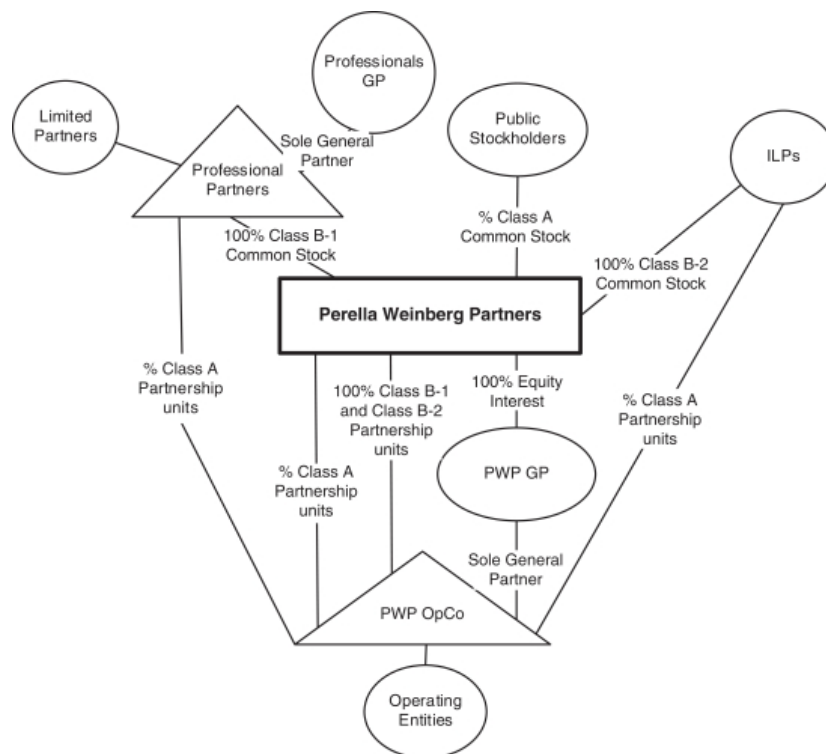 Professionals
GP
Limited
Partners
Sole General
Partner
Professional
Partners
Public
Stockholders
ILPs
100% Class B-1
Common Stock
% Class A
Common Stock
100% Class B-2
Common Stock
Perella Weinberg Partners
% Class A
Partnership
units
100% Class B-1
and Class B-2
Partnership
units
100% Equity
Interest
% Class A
Partnership
units
% Class A
Partnership
units
PWP GP
Sole General
Partner
PWP OpCo
Operating
Entities